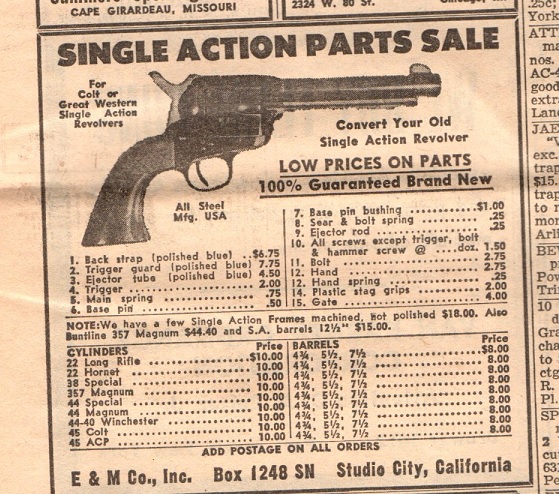 CAPE GIRARDEAU, MISSOURI
2324 W. 80 St.
SINGLE ACTION PARTS SALE
For
Colt or
Great Western
Single Action
Revolvers
Convert Your Old
Single Action Revolver
LOW PRICES ON PARTS
100% Guaranteed Brand New
All Steel
Mfg. USA
1. Back strap (polished blue) ..$6.75
2. Trigger guard (polished blue) 7.75
3. Ejector tube (polished blue) 4.50
4. Trigger .................... 2.00
5. Main spring ................ .75
6. Base pin ................... .50
7. Base pin bushing ............$1.00
8. Sear & bolt spring .......... .25
9. Ejector rod ................. .25
10. All screws except trigger, bolt
& hammer screw @ ....doz. 1.50
11. Bolt ....................... 2.75
12. Hand ....................... 2.75
12. Hand spring ................ .25
14. Plastic stag grips ......... 2.00
15. Gate ....................... 4.00
NOTE:We have a few Single Action Frames machined, not polished $18.00. Also
Buntline 357 Magnum $44.40 and S.A. barrels 12½" $15.00.
CYLINDERS Price
22 Long Rifle ..............$10.00
22 Hornet .................. 10.00
38 Special ................. 10.00
357 Magnum ................. 10.00
44 Special ................. 10.00
44 Magnum .................. 10.00
44-40 Winchester ........... 10.00
45 Colt .................... 10.00
45 ACP ..................... 10.00
BARRELS Price
4¾, 5½, 7½ ................$8.00
4¾, 5½, 7½ ................ 8.00
4¾, 5½, 7½ ................ 8.00
4¾, 5½, 7½ ................ 8.00
4¾, 5½, 7½ ................ 8.00
4¾, 5½, 7½ ................ 8.00
4¾, 5½, 7½ ................ 8.00
4¾, 5½, 7½ ................ 8.00
4¾, 5½, 7½ ................ 8.00
ADD POSTAGE ON ALL ORDERS
E & M Co., Inc. Box 1248 SN Studio City, California